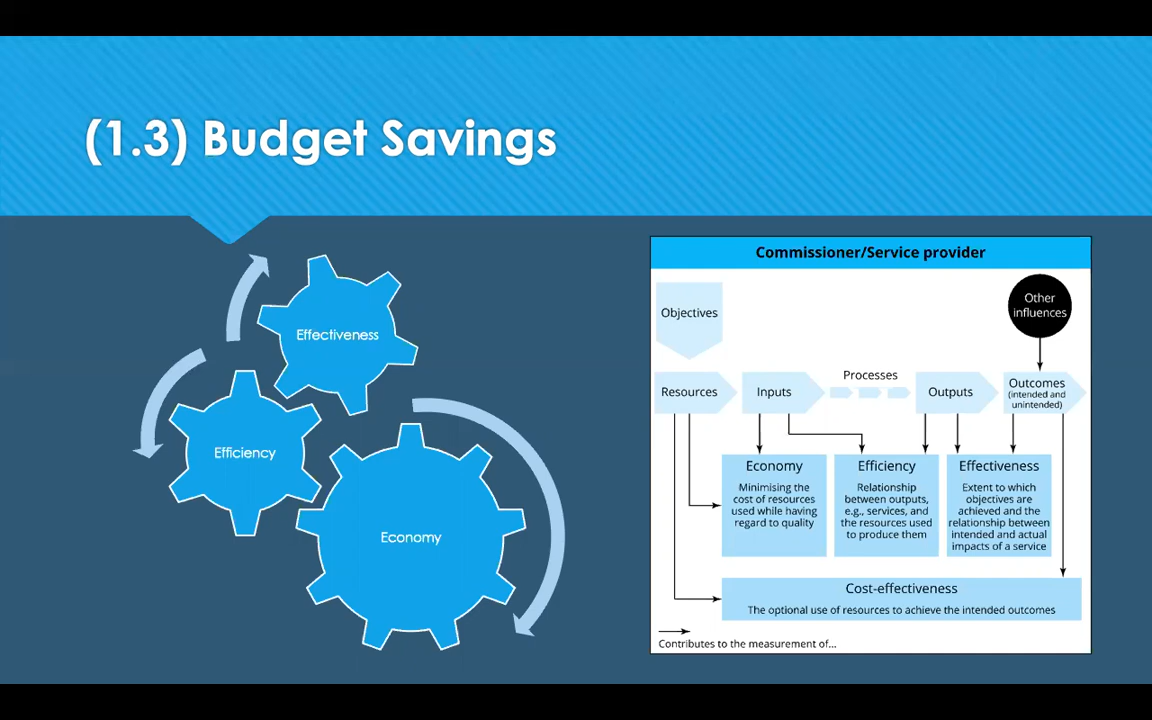 (1.3) Budget Savings
Effectiveness
Efficiency
Economy
Commissioner/Service provider
Objectives
Other
influences
Resources
Inputs
Processes
Outputs
Outcomes
(intended and
unintended)
Economy
Minimising the
cost of resources
used while having
regard to quality
Efficiency
Relationship
between outputs,
e.g., services, and
the resources used
to produce them
Effectiveness
Extent to which
objectives are
achieved and the
relationship between
intended and actual
impacts of a service
Cost-effectiveness
The optional use of resources to achieve the intended outcomes
Contributes to the measurement of...